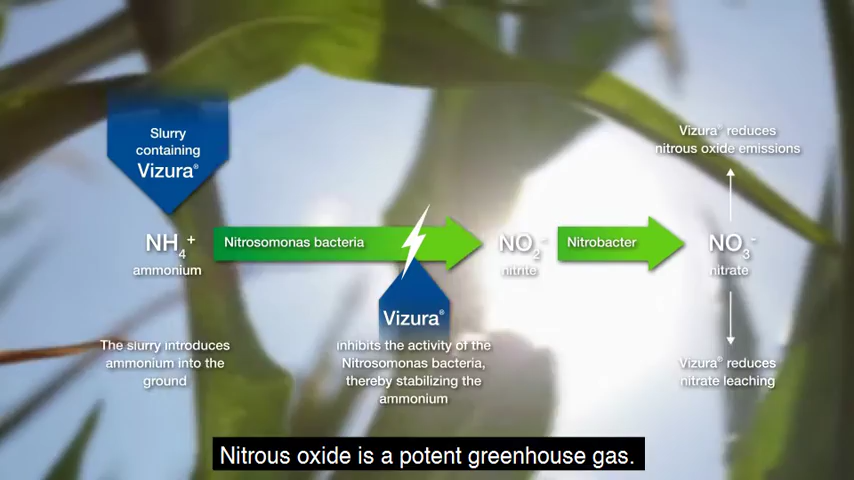 Slurry
containing
Vizura®
NH₄⁺
ammonium
Nitrosomonas bacteria
NO₂⁻
nitrite
Nitrobacter
NO₃⁻
nitrate
Vizura® reduces
nitrous oxide emissions
Vizura®
The slurry introduces
ammonium into the
ground
Inhibits the activity of the
Nitrosomonas bacteria,
thereby stabilizing the
ammonium
Vizura® reduces
nitrate leaching
Nitrous oxide is a potent greenhouse gas.